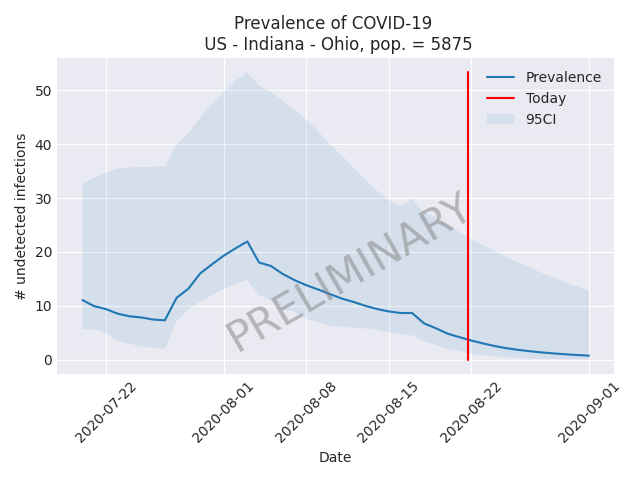 Prevalence of COVID-19
US - Indiana - Ohio, pop. = 5875
# undetected infections
50
40
30
20
10
0
Prevalence
Today
95CI
PRELIMINARY
2020-07-22
2020-08-01
2020-08-08
2020-08-15
2020-08-22
2020-09-01
Date